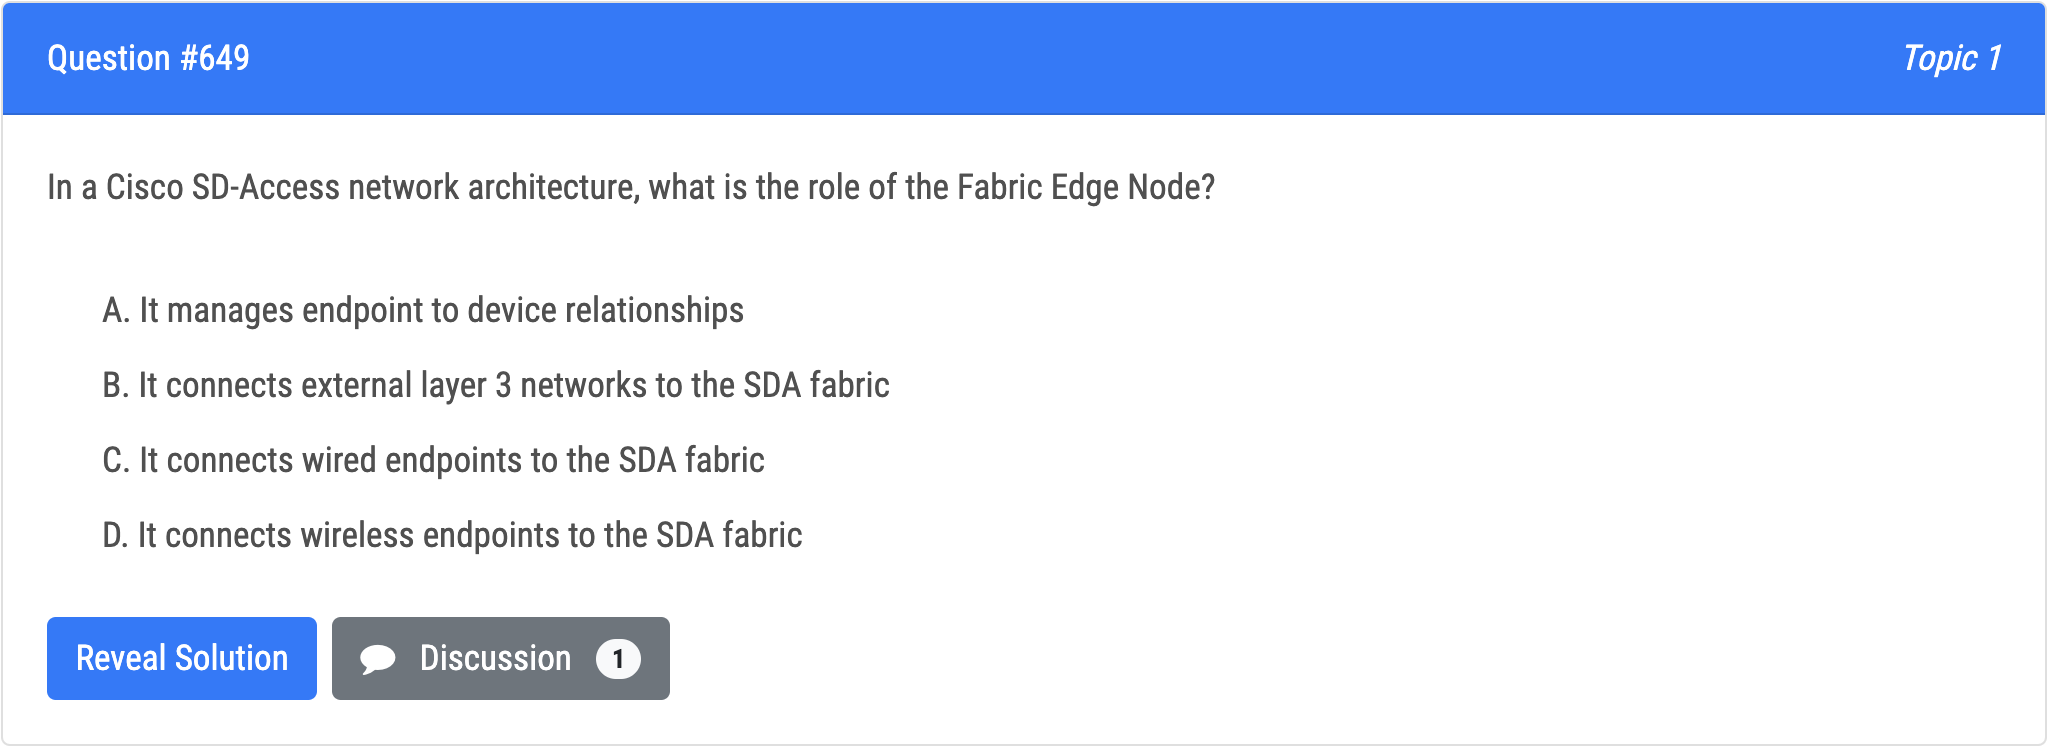 Question #649
Topic 1
In a Cisco SD-Access network architecture, what is the role of the Fabric Edge Node?
A. It manages endpoint to device relationships
B. It connects external layer 3 networks to the SDA fabric
C. It connects wired endpoints to the SDA fabric
D. It connects wireless endpoints to the SDA fabric
Reveal Solution
Discussion 1